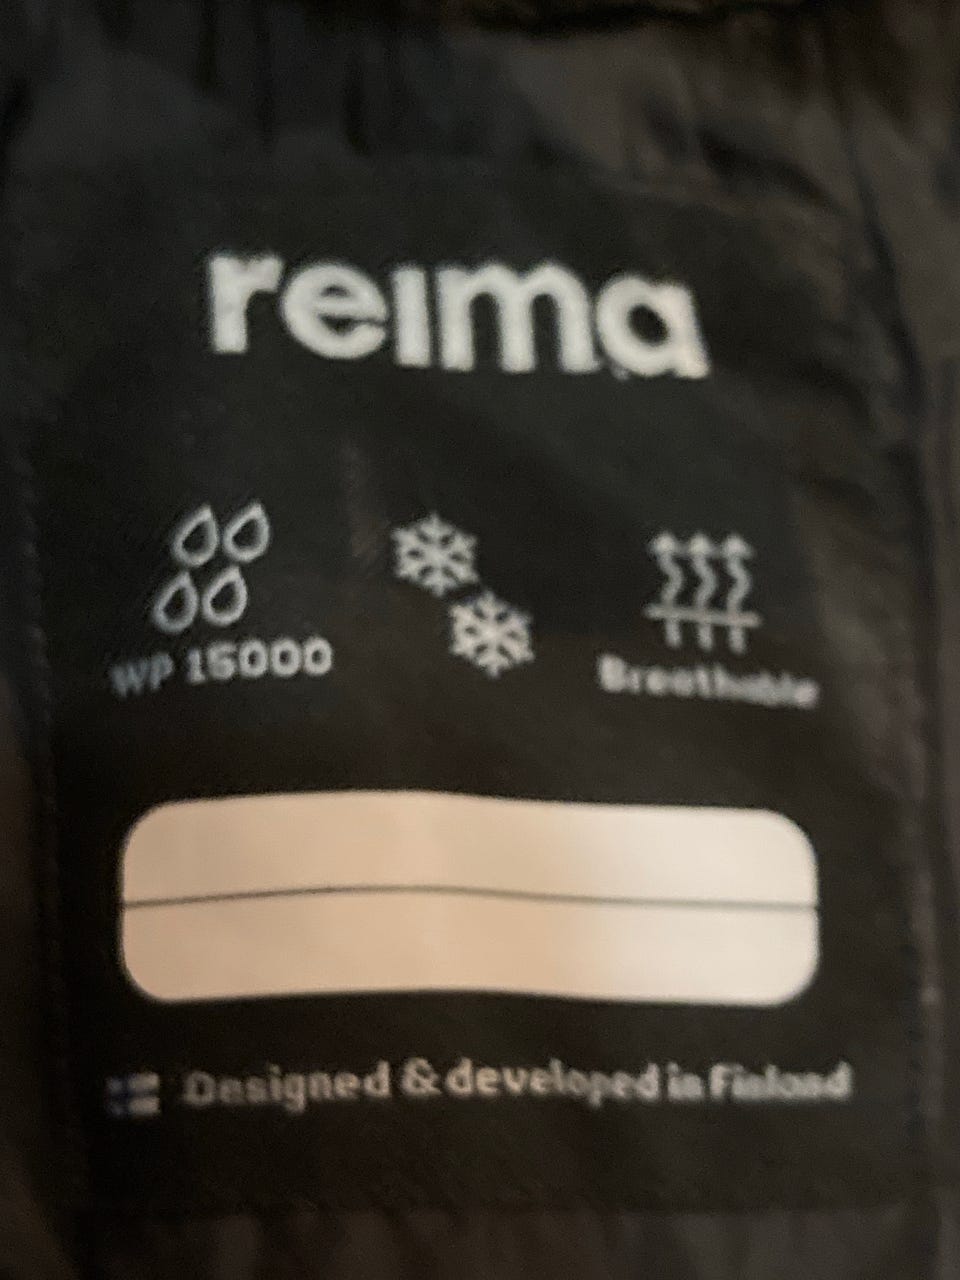 reima
WP 15000
Breathable
Designed & developed in Finland